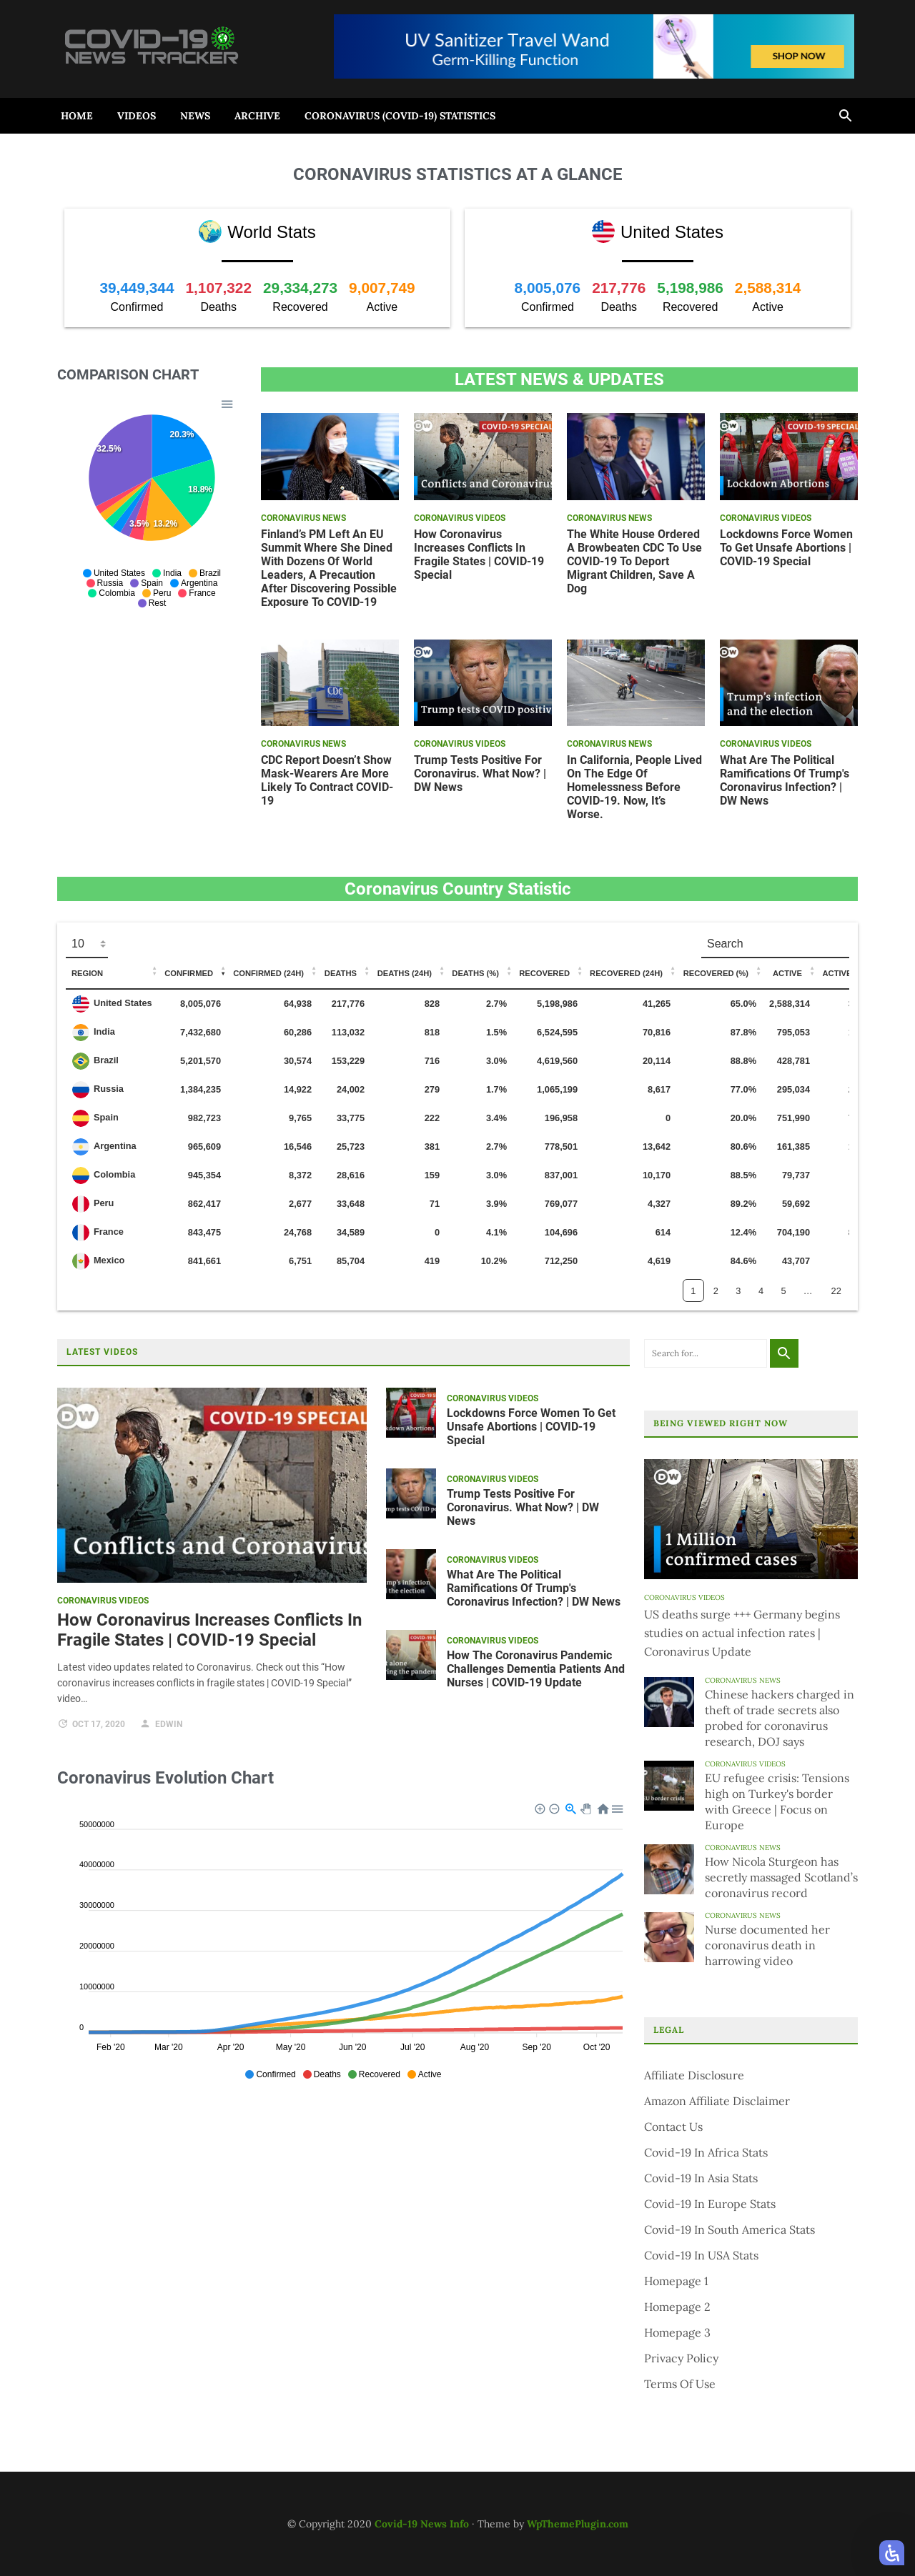 COVID-19
NEWS TRACKER
UV Sanitizer Travel Wand
Germ-Killing Function
SHOP NOW
HOME
VIDEOS
NEWS
ARCHIVE
CORONAVIRUS (COVID-19) STATISTICS
CORONAVIRUS STATISTICS AT A GLANCE
World Stats
39,449,344 1,107,322 29,334,273 9,007,749
Confirmed Deaths Recovered Active
United States
8,005,076 217,776 5,198,986 2,588,314
Confirmed Deaths Recovered Active
COMPARISON CHART
20.3%
32.5%
18.8%
3.5% 13.2%
United States India Brazil
Russia Spain Argentina
Colombia Peru France
Rest
LATEST NEWS & UPDATES
CORONAVIRUS NEWS
Finland's PM Left An EU
Summit Where She Dined
With Dozens Of World
Leaders, A Precaution
After Discovering Possible
Exposure To COVID-19
DW COVID-19 SPECIAL
Conflicts and Coronavirus
CORONAVIRUS VIDEOS
How Coronavirus
Increases Conflicts In
Fragile States | COVID-19
Special
CORONAVIRUS NEWS
The White House Ordered
A Browbeaten CDC To Use
COVID-19 To Deport
Migrant Children, Save A
Dog
DW COVID-19 SPECIAL
Lockdown Abortions
CORONAVIRUS VIDEOS
Lockdowns Force Women
To Get Unsafe Abortions |
COVID-19 Special
CDC
CORONAVIRUS NEWS
CDC Report Doesn't Show
Mask-Wearers Are More
Likely To Contract COVID-
19
DW
Trump tests COVID positiv
CORONAVIRUS VIDEOS
Trump Tests Positive For
Coronavirus. What Now? |
DW News
CORONAVIRUS NEWS
In California, People Lived
On The Edge Of
Homelessness Before
COVID-19. Now, It's
Worse.
DW
Trump's infection
and the election
CORONAVIRUS VIDEOS
What Are The Political
Ramifications Of Trump's
Coronavirus Infection? |
DW News
Coronavirus Country Statistic
10
Search
REGION CONFIRMED CONFIRMED (24H) DEATHS DEATHS (24H) DEATHS (%) RECOVERED RECOVERED (24H) RECOVERED (%) ACTIVE ACTIVE
United States 8,005,076 64,938 217,776 828 2.7% 5,198,986 41,265 65.0% 2,588,314
India 7,432,680 60,286 113,032 818 1.5% 6,524,595 70,816 87.8% 795,053
Brazil 5,201,570 30,574 153,229 716 3.0% 4,619,560 20,114 88.8% 428,781
Russia 1,384,235 14,922 24,002 279 1.7% 1,065,199 8,617 77.0% 295,034
Spain 982,723 9,765 33,775 222 3.4% 196,958 0 20.0% 751,990
Argentina 965,609 16,546 25,723 381 2.7% 778,501 13,642 80.6% 161,385
Colombia 945,354 8,372 28,616 159 3.0% 837,001 10,170 88.5% 79,737
Peru 862,417 2,677 33,648 71 3.9% 769,077 4,327 89.2% 59,692
France 843,475 24,768 34,589 0 4.1% 104,696 614 12.4% 704,190
Mexico 841,661 6,751 85,704 419 10.2% 712,250 4,619 84.6% 43,707
1 2 3 4 5 … 22
LATEST VIDEOS
DW COVID-19 SPECIAL
Conflicts and Coronavirus
CORONAVIRUS VIDEOS
How Coronavirus Increases Conflicts In
Fragile States | COVID-19 Special
Latest video updates related to Coronavirus. Check out this “How
coronavirus increases conflicts in fragile states | COVID-19 Special”
video...
OCT 17, 2020 EDWIN
CORONAVIRUS VIDEOS
Lockdowns Force Women To Get
Unsafe Abortions | COVID-19
Special
CORONAVIRUS VIDEOS
Trump Tests Positive For
Coronavirus. What Now? | DW
News
CORONAVIRUS VIDEOS
What Are The Political
Ramifications Of Trump's
Coronavirus Infection? | DW News
CORONAVIRUS VIDEOS
How The Coronavirus Pandemic
Challenges Dementia Patients And
Nurses | COVID-19 Update
Coronavirus Evolution Chart
50000000
40000000
30000000
20000000
10000000
0
Feb '20 Mar '20 Apr '20 May '20 Jun '20 Jul '20 Aug '20 Sep '20 Oct '20
Confirmed Deaths Recovered Active
Search for...
BEING VIEWED RIGHT NOW
DW
1 Million
confirmed cases
CORONAVIRUS VIDEOS
US deaths surge +++ Germany begins
studies on actual infection rates |
Coronavirus Update
CORONAVIRUS NEWS
Chinese hackers charged in
theft of trade secrets also
probed for coronavirus
research, DOJ says
CORONAVIRUS VIDEOS
EU refugee crisis: Tensions
high on Turkey's border
with Greece | Focus on
Europe
CORONAVIRUS NEWS
How Nicola Sturgeon has
secretly massaged Scotland's
coronavirus record
CORONAVIRUS NEWS
Nurse documented her
coronavirus death in
harrowing video
LEGAL
Affiliate Disclosure
Amazon Affiliate Disclaimer
Contact Us
Covid-19 In Africa Stats
Covid-19 In Asia Stats
Covid-19 In Europe Stats
Covid-19 In South America Stats
Covid-19 In USA Stats
Homepage 1
Homepage 2
Homepage 3
Privacy Policy
Terms Of Use
© Copyright 2020 Covid-19 News Info · Theme by WpThemePlugin.com